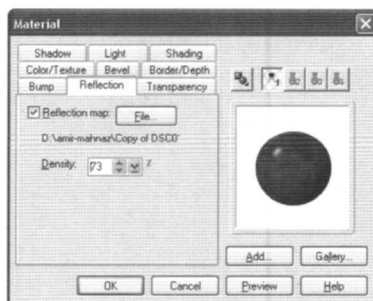 Material
Shadow Light Shading
Color/Texture Bevel Border/Depth
Bump Reflection Transparency
Reflection map: File...
D:\amir-mahnaz\Copy of DSC0
Density: 73 %
Add... Gallery...
OK Cancel Preview Help